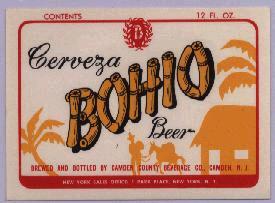 CONTENTS 12 FL. OZ.
B
Cerveza
BOHIO
Beer
BREWED AND BOTTLED BY CAMDEN COUNTY BEVERAGE CO., CAMDEN, N. J.
NEW YORK SALES OFFICE 1 PARK PLACE, NEW YORK, N. Y.